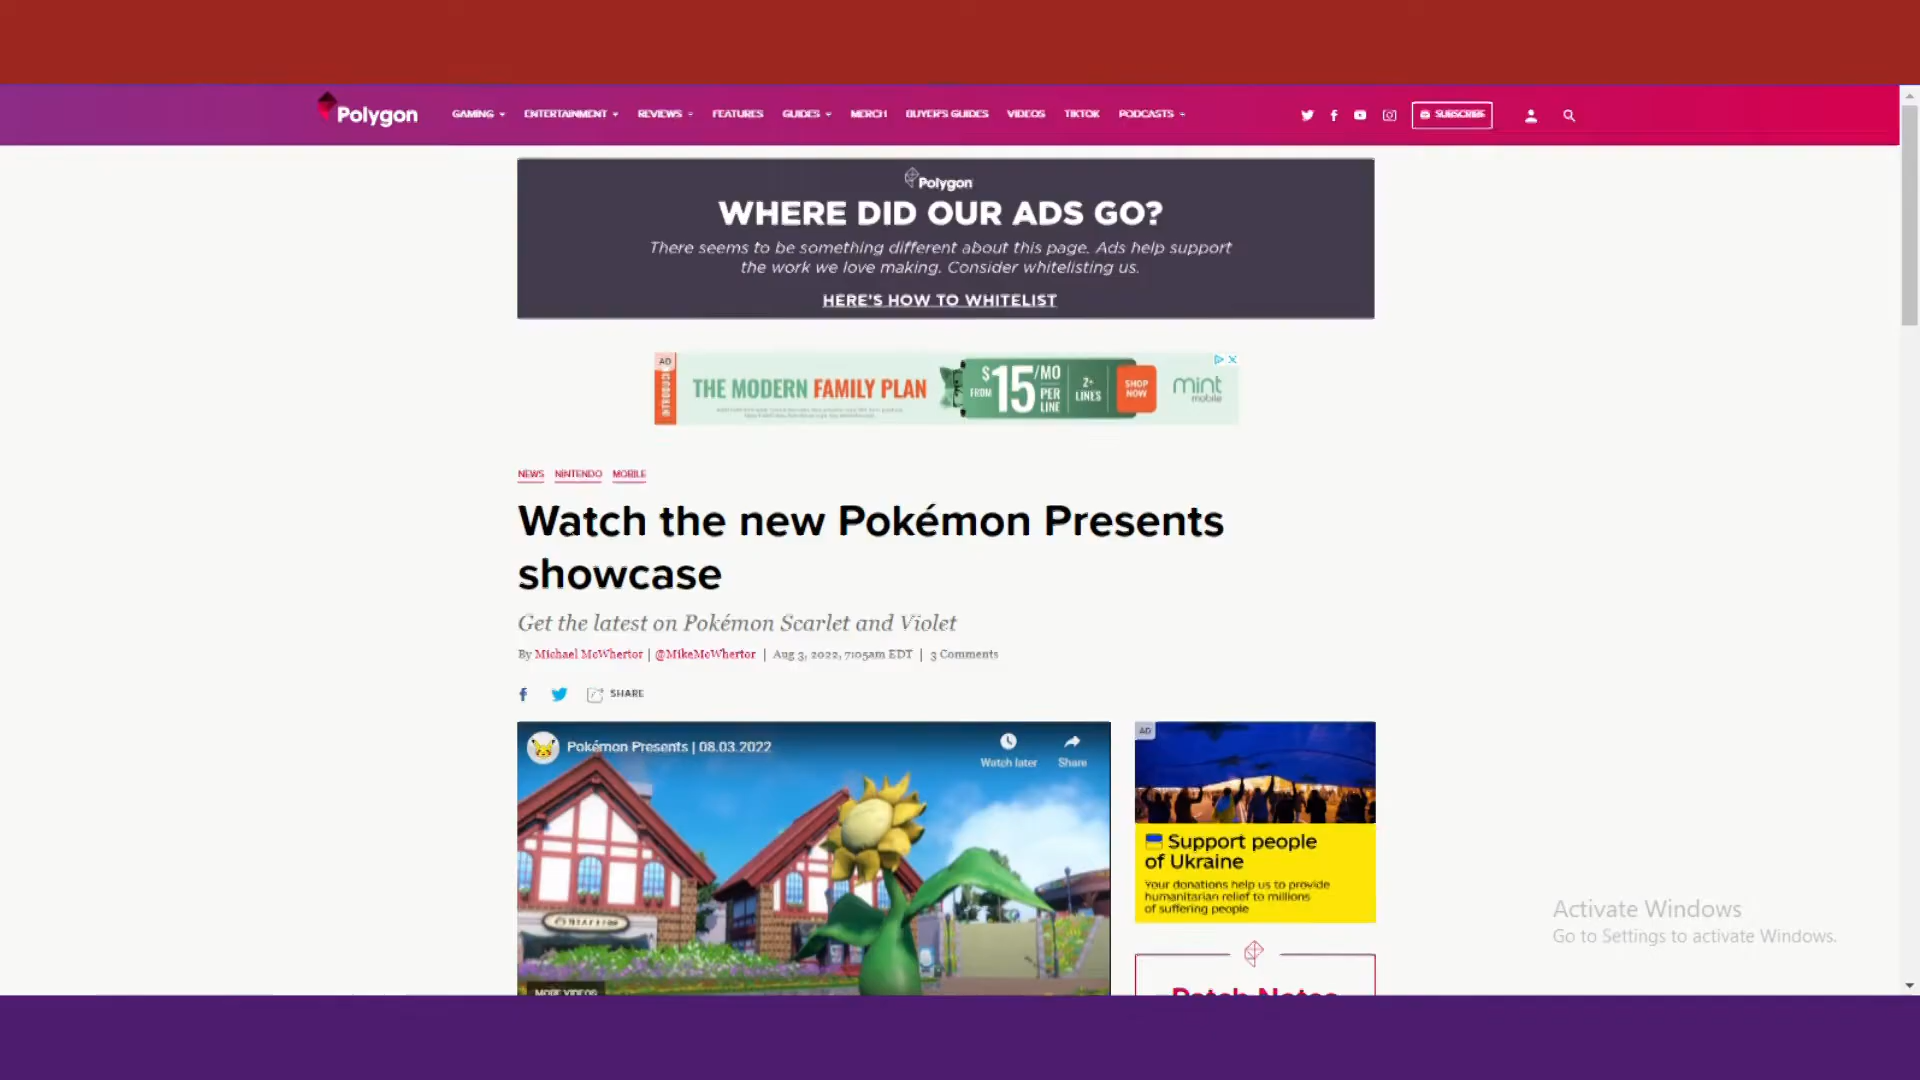 Polygon
GAMING ENTERTAINMENT REVIEWS FEATURES GUIDES MERCH BUYER'S GUIDES VIDEOS TIKTOK PODCASTS SUBSCRIBE
Polygon
WHERE DID OUR ADS GO?
There seems to be something different about this page. Ads help support
the work we love making. Consider whitelisting us.
HERE'S HOW TO WHITELIST
AD
THE MODERN FAMILY PLAN
FROM $15/MO PER LINE
2+ LINES
SHOP NOW
mint mobile
NEWS NINTENDO MOBILE
Watch the new Pokémon Presents
showcase
Get the latest on Pokémon Scarlet and Violet
By Michael McWhertor | @MikeMcWhertor | Aug 3, 2022, 7:05am EDT | 3 Comments
SHARE
Pokémon Presents | 08.03.2022
Watch later
Share
MORE VIDEOS
AD
Support people
of Ukraine
Your donations help us to provide
humanitarian relief to millions
of suffering people
Patch Notes
Activate Windows
Go to Settings to activate Windows.